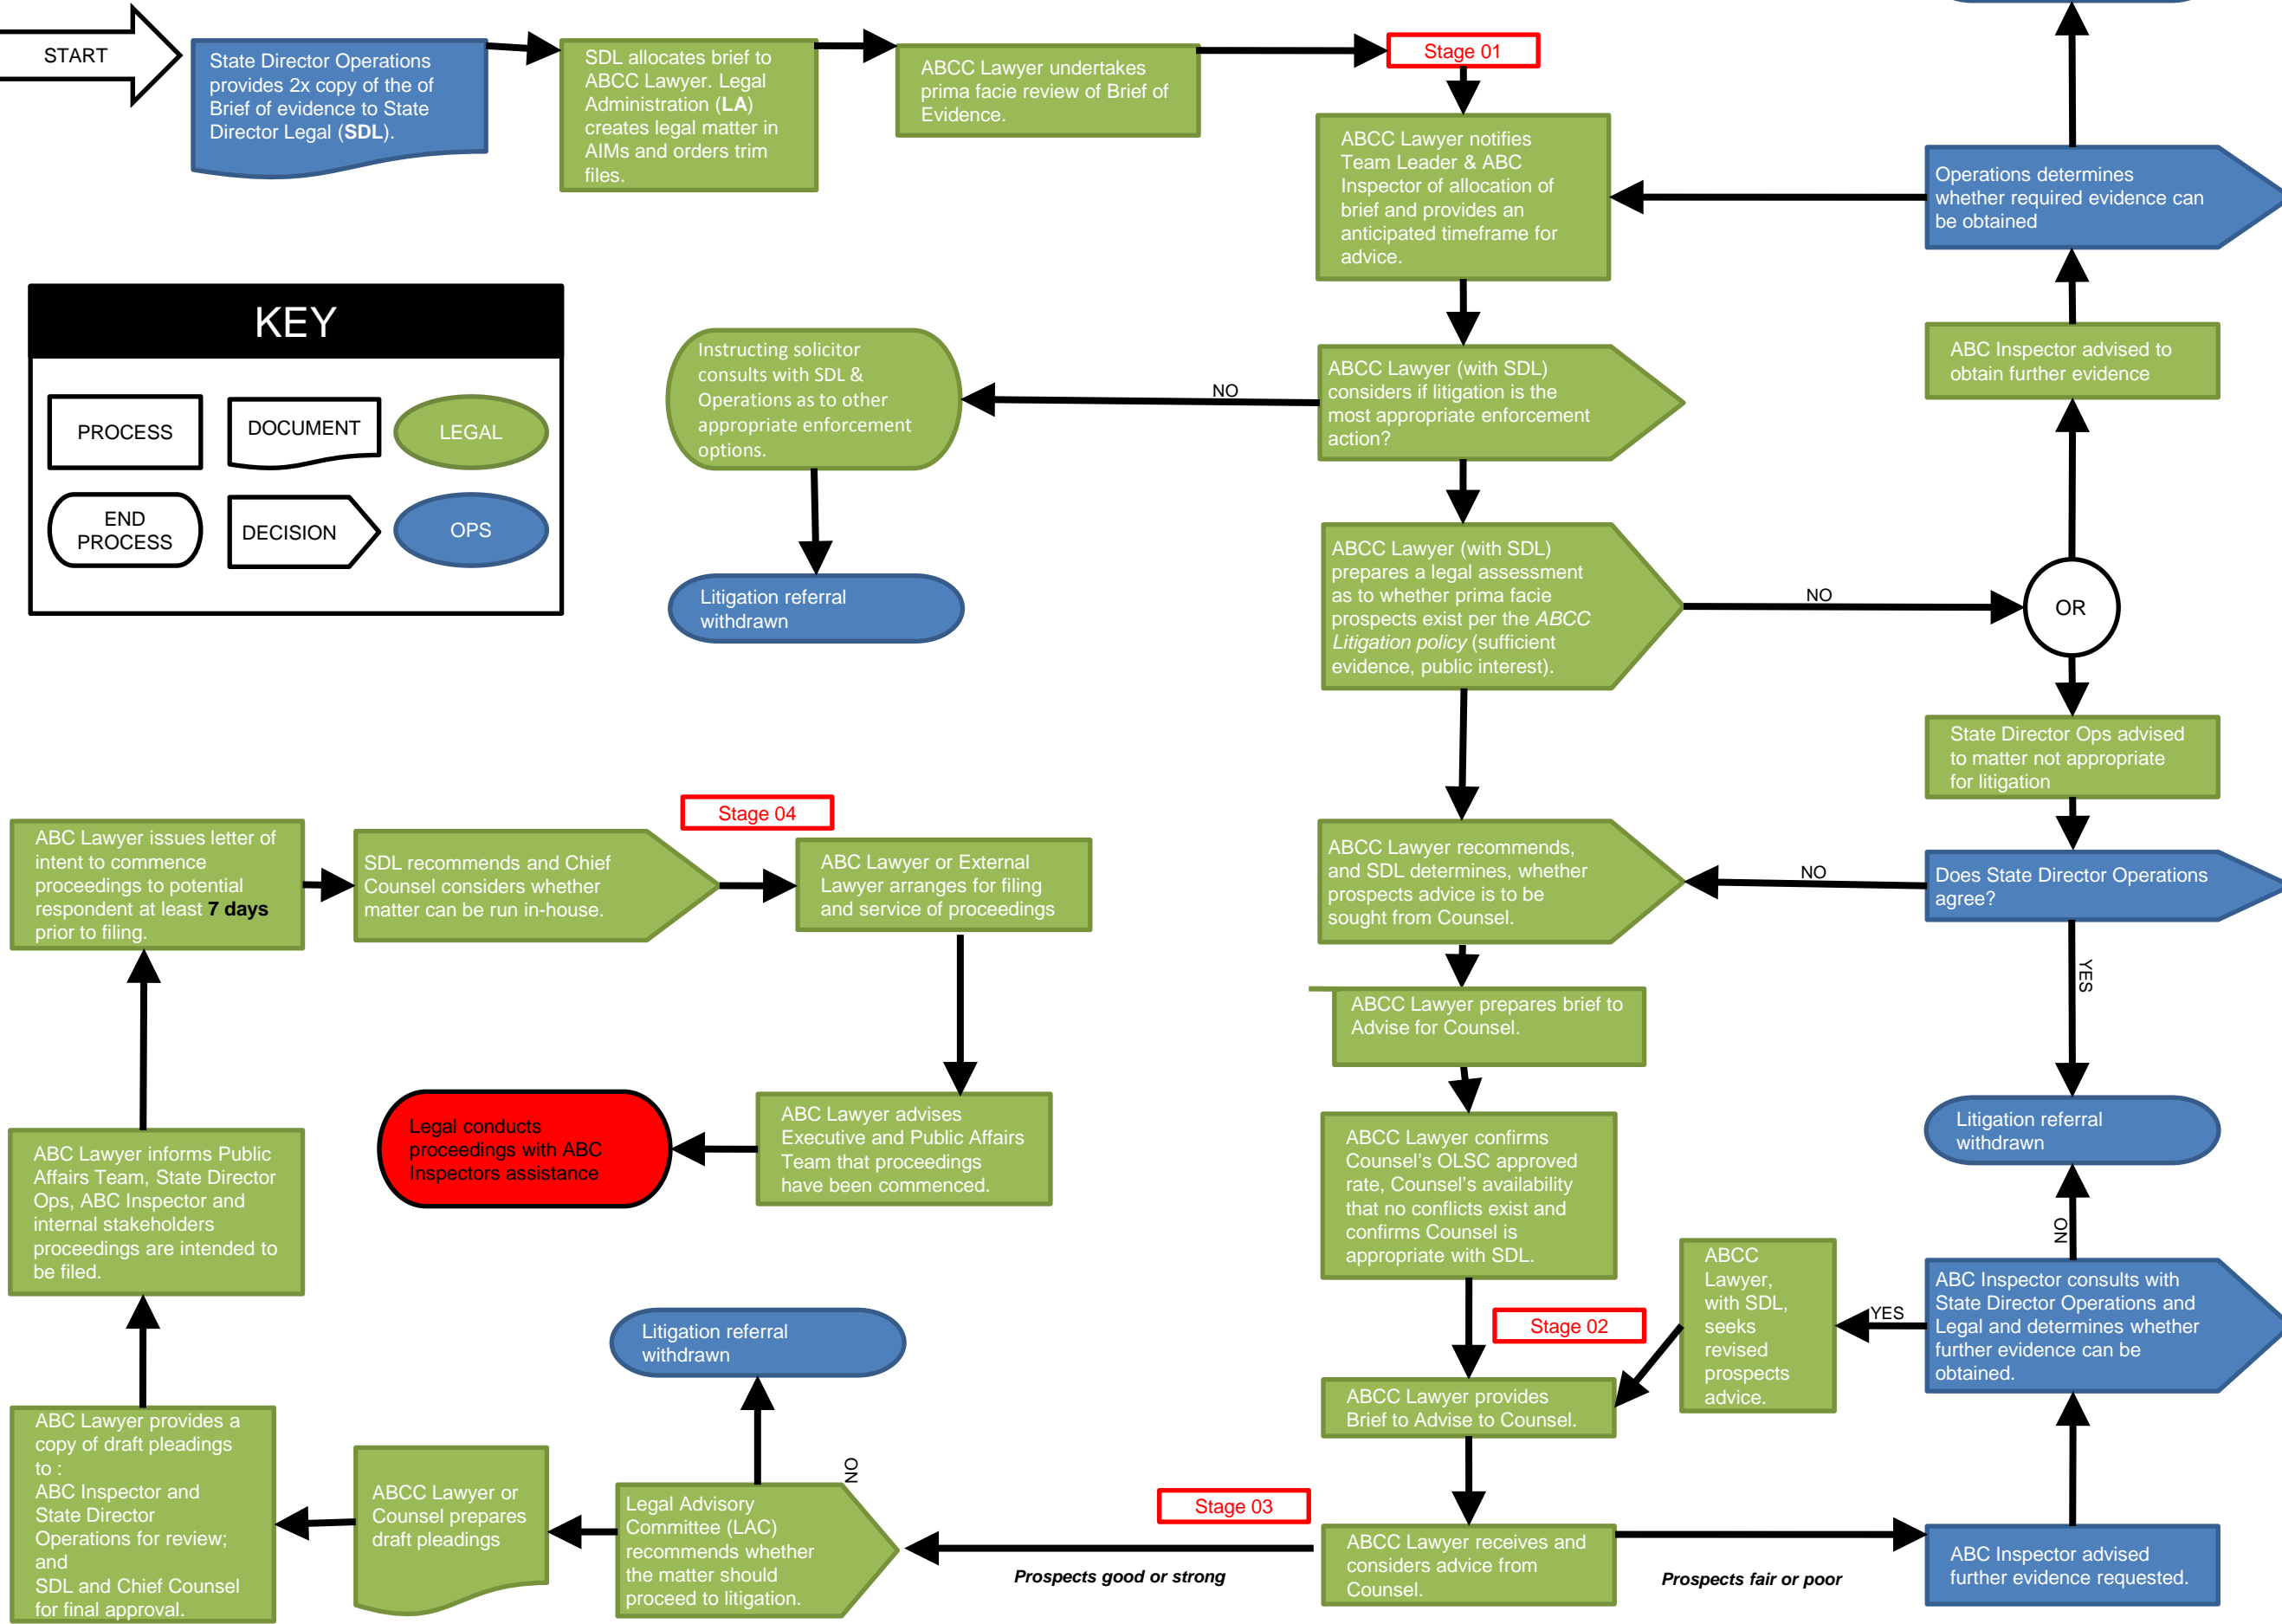 START
State Director Operations
provides 2x copy of the of
Brief of evidence to State
Director Legal (SDL).
SDL allocates brief to
ABCC Lawyer. Legal
Administration (LA)
creates legal matter in
AIMs and orders trim
files.
ABCC Lawyer undertakes
prima facie review of Brief of
Evidence.
Stage 01
ABCC Lawyer notifies
Team Leader & ABC
Inspector of allocation of
brief and provides an
anticipated timeframe for
advice.
Operations determines
whether required evidence can
be obtained
KEY
PROCESS
DOCUMENT
LEGAL
END
PROCESS
DECISION
OPS
Instructing solicitor
consults with SDL &
Operations as to other
appropriate enforcement
options.
NO
ABCC Lawyer (with SDL)
considers if litigation is the
most appropriate enforcement
action?
ABC Inspector advised to
obtain further evidence
Litigation referral
withdrawn
ABCC Lawyer (with SDL)
prepares a legal assessment
as to whether prima facie
prospects exist per the ABCC
Litigation policy (sufficient
evidence, public interest).
NO
OR
State Director Ops advised
to matter not appropriate
for litigation
Stage 04
ABC Lawyer issues letter of
intent to commence
proceedings to potential
respondent at least 7 days
prior to filing.
SDL recommends and Chief
Counsel considers whether
matter can be run in-house.
ABC Lawyer or External
Lawyer arranges for filing
and service of proceedings
ABCC Lawyer recommends,
and SDL determines, whether
prospects advice is to be
sought from Counsel.
NO
Does State Director Operations
agree?
YES
ABCC Lawyer prepares brief to
Advise for Counsel.
Legal conducts
proceedings with ABC
Inspectors assistance
ABC Lawyer advises
Executive and Public Affairs
Team that proceedings
have been commenced.
ABC Lawyer informs Public
Affairs Team, State Director
Ops, ABC Inspector and
internal stakeholders
proceedings are intended to
be filed.
ABCC Lawyer confirms
Counsel's OLSC approved
rate, Counsel's availability
that no conflicts exist and
confirms Counsel is
appropriate with SDL.
Litigation referral
withdrawn
NO
ABCC
Lawyer,
with SDL,
seeks
revised
prospects
advice.
YES
ABC Inspector consults with
State Director Operations and
Legal and determines whether
further evidence can be
obtained.
Stage 02
Litigation referral
withdrawn
ABCC Lawyer provides
Brief to Advise to Counsel.
ABC Lawyer provides a
copy of draft pleadings
to :
ABC Inspector and
State Director
Operations for review;
and
SDL and Chief Counsel
for final approval.
ABCC Lawyer or
Counsel prepares
draft pleadings
NO
Legal Advisory
Committee (LAC)
recommends whether
the matter should
proceed to litigation.
Stage 03
Prospects good or strong
ABCC Lawyer receives and
considers advice from
Counsel.
Prospects fair or poor
ABC Inspector advised
further evidence requested.